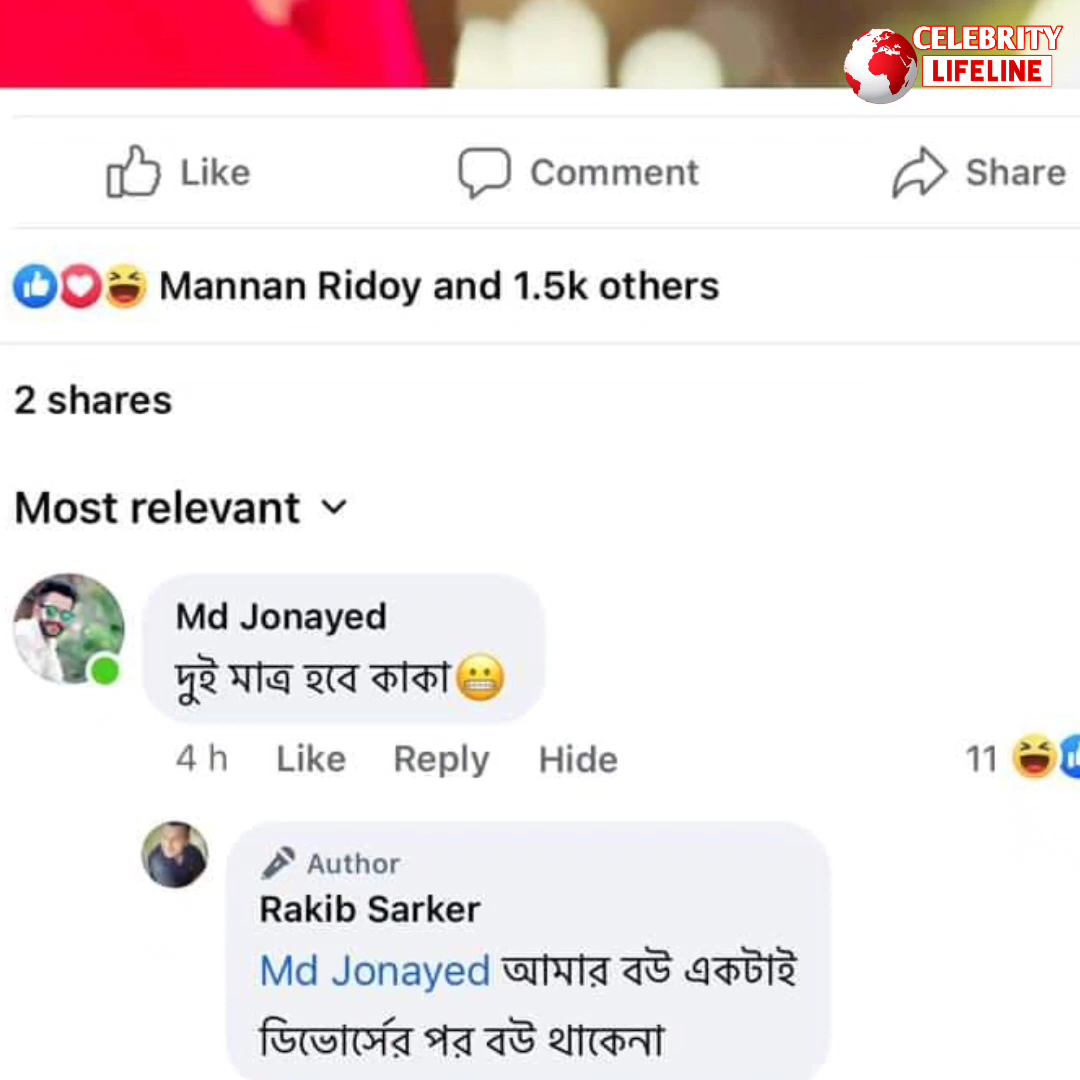 CELEBRITY
LIFELINE
Like Comment Share
Mannan Ridoy and 1.5k others
2 shares
Most relevant
Md Jonayed
দুই মাত্র হবে কাকা😬
4 h Like Reply Hide 11
Author
Rakib Sarker
Md Jonayed আমার বউ একটাই
ডিভোর্সের পর বউ থাকেনা